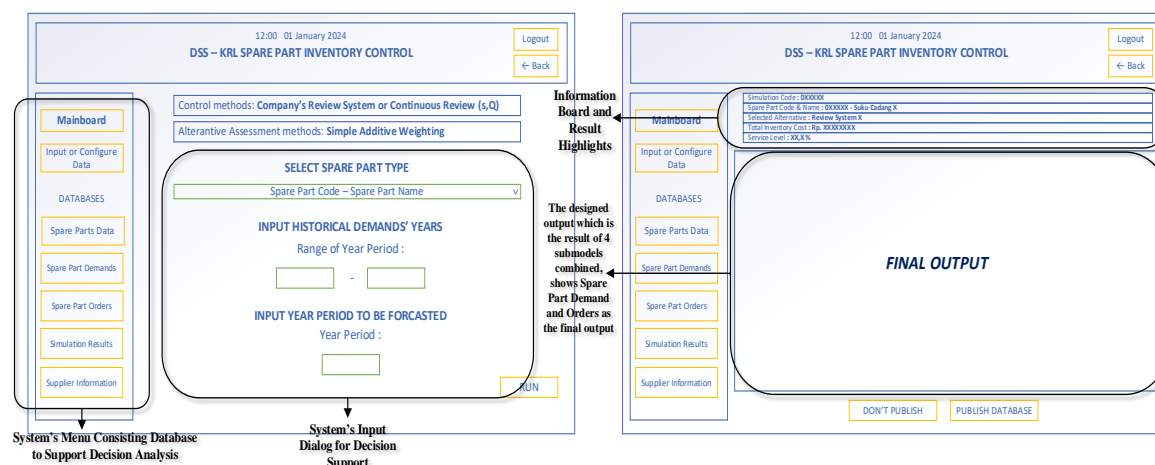 12:00 01 January 2024
DSS – KRL SPARE PART INVENTORY CONTROL
Logout
← Back
Mainboard
Input or Configure
Data
DATABASES
Spare Parts Data
Spare Part Demands
Spare Part Orders
Simulation Results
Supplier Information
Control methods: Company's Review System or Continuous Review (s,Q)
Alterantive Assessment methods: Simple Additive Weighting
SELECT SPARE PART TYPE
Spare Part Code – Spare Part Name v
INPUT HISTORICAL DEMANDS' YEARS
Range of Year Period :
-
INPUT YEAR PERIOD TO BE FORCASTED
Year Period :
RUN
System's Menu Consisting Database
to Support Decision Analysis
System's Input
Dialog for Decision
Support
Information
Board and
Result
Highlights
The designed
output which is
the result of 4
submodels
combined,
shows Spare
Part Demand
and Orders as
the final output
12:00 01 January 2024
DSS – KRL SPARE PART INVENTORY CONTROL
Logout
← Back
Mainboard
Input or Configure
Data
DATABASES
Spare Parts Data
Spare Part Demands
Spare Part Orders
Simulation Results
Supplier Information
Simulation Code : 0XXXXX
Spare Part Code & Name : 0XXXXX - Suku Cadang X
Selected Alternative : Review System X
Total Inventory Cost : Rp. XXXXXXXX
Service Level : XX,X %
FINAL OUTPUT
DON'T PUBLISH
PUBLISH DATABASE